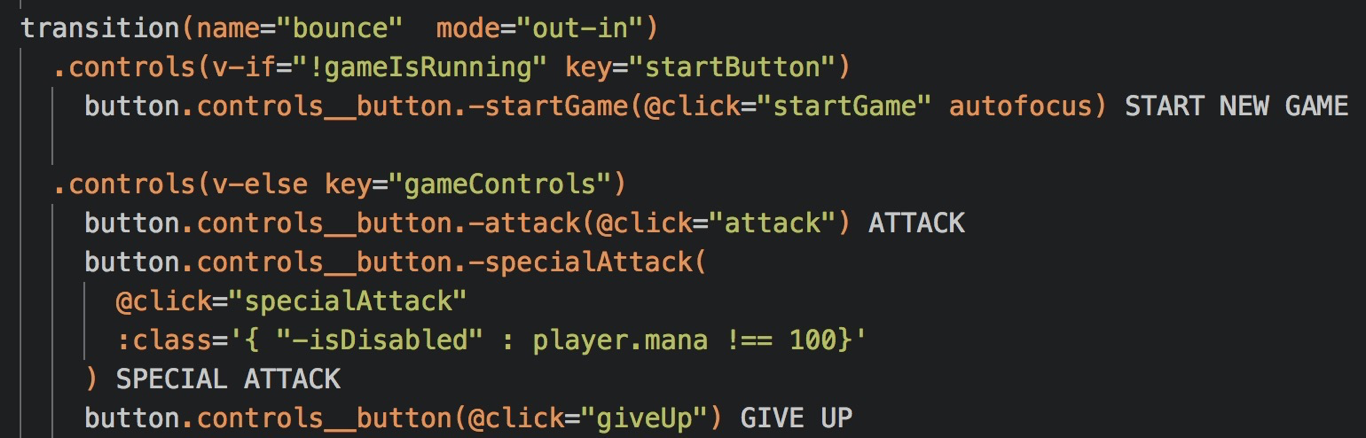 transition(name="bounce"  mode="out-in")
  .controls(v-if="!gameIsRunning" key="startButton")
    button.controls__button.-startGame(@click="startGame" autofocus) START NEW GAME

  .controls(v-else key="gameControls")
    button.controls__button.-attack(@click="attack") ATTACK
    button.controls__button.-specialAttack(
      @click="specialAttack"
      :class='{ "-isDisabled" : player.mana !== 100}'
    ) SPECIAL ATTACK
    button.controls__button(@click="giveUp") GIVE UP